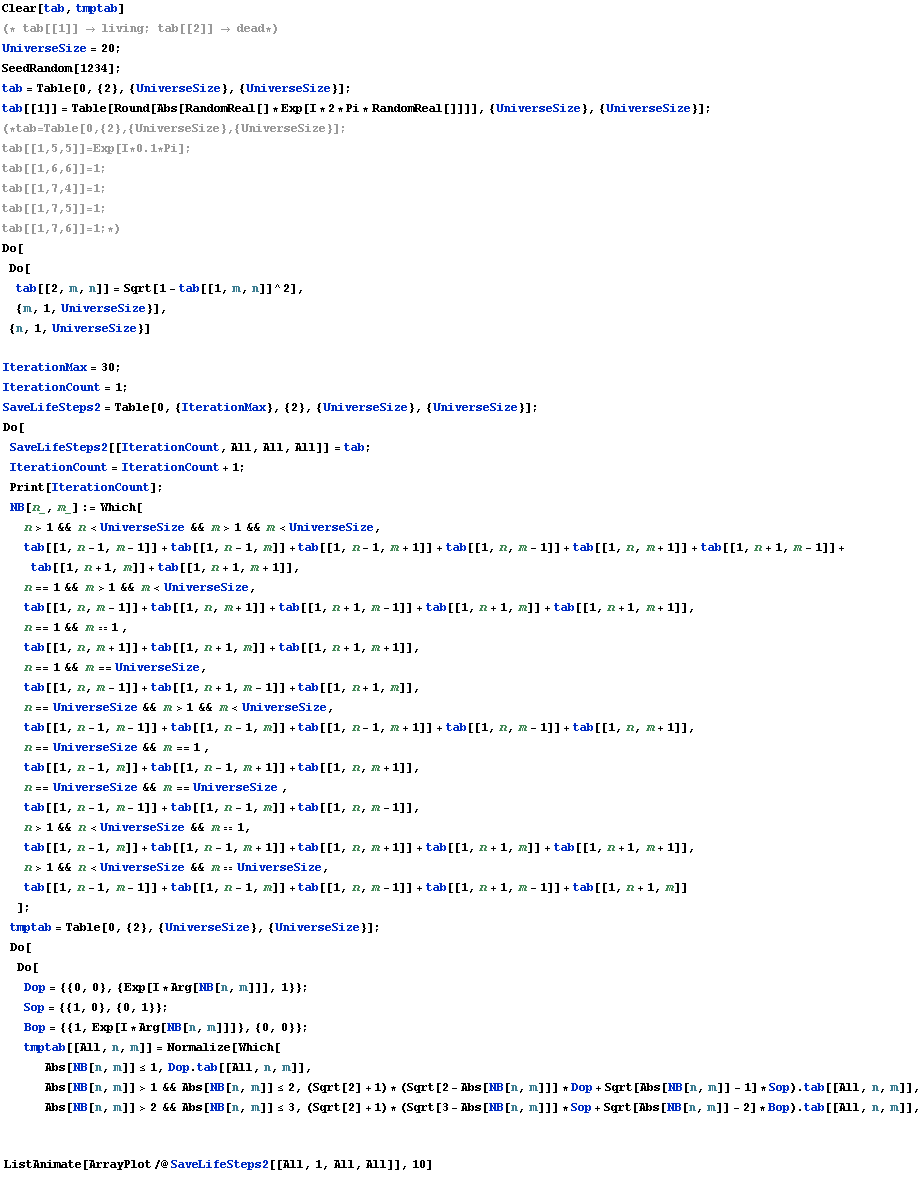 Clear[tab, tmptab]
(* tab[[1]] → living; tab[[2]] → dead*)
UniverseSize = 20;
SeedRandom[1234];
tab = Table[0, {2}, {UniverseSize}, {UniverseSize}];
tab[[1]] = Table[Round[Abs[RandomReal[] * Exp[I * 2 * Pi * RandomReal[]]]], {UniverseSize}, {UniverseSize}];
(*tab=Table[0,{2},{UniverseSize},{UniverseSize}];
tab[[1,5,5]]=Exp[I*0.1*Pi];
tab[[1,6,6]]=1;
tab[[1,7,4]]=1;
tab[[1,7,5]]=1;
tab[[1,7,6]]=1;*)
Do[
Do[
tab[[2, m, n]] = Sqrt[1 - tab[[1, m, n]]^2],
{m, 1, UniverseSize}],
{n, 1, UniverseSize}]
IterationMax = 30;
IterationCount = 1;
SaveLifeSteps2 = Table[0, {IterationMax}, {2}, {UniverseSize}, {UniverseSize}];
Do[
SaveLifeSteps2[[IterationCount, All, All, All]] = tab;
IterationCount = IterationCount + 1;
Print[IterationCount];
NB[n_, m_] := Which[
n > 1 && n < UniverseSize && m > 1 && m < UniverseSize,
tab[[1, n - 1, m - 1]] + tab[[1, n - 1, m]] + tab[[1, n - 1, m + 1]] + tab[[1, n, m - 1]] + tab[[1, n, m + 1]] + tab[[1, n + 1, m - 1]] +
tab[[1, n + 1, m]] + tab[[1, n + 1, m + 1]],
n == 1 && m > 1 && m < UniverseSize,
tab[[1, n, m - 1]] + tab[[1, n, m + 1]] + tab[[1, n + 1, m - 1]] + tab[[1, n + 1, m]] + tab[[1, n + 1, m + 1]],
n == 1 && m == 1 ,
tab[[1, n, m + 1]] + tab[[1, n + 1, m]] + tab[[1, n + 1, m + 1]],
n == 1 && m == UniverseSize,
tab[[1, n, m - 1]] + tab[[1, n + 1, m - 1]] + tab[[1, n + 1, m]],
n == UniverseSize && m > 1 && m < UniverseSize,
tab[[1, n - 1, m - 1]] + tab[[1, n - 1, m]] + tab[[1, n - 1, m + 1]] + tab[[1, n, m - 1]] + tab[[1, n, m + 1]],
n == UniverseSize && m == 1 ,
tab[[1, n - 1, m]] + tab[[1, n - 1, m + 1]] + tab[[1, n, m + 1]],
n == UniverseSize && m == UniverseSize ,
tab[[1, n - 1, m - 1]] + tab[[1, n - 1, m]] + tab[[1, n, m - 1]],
n > 1 && n < UniverseSize && m == 1,
tab[[1, n - 1, m]] + tab[[1, n - 1, m + 1]] + tab[[1, n, m + 1]] + tab[[1, n + 1, m]] + tab[[1, n + 1, m + 1]],
n > 1 && n < UniverseSize && m == UniverseSize,
tab[[1, n - 1, m - 1]] + tab[[1, n - 1, m]] + tab[[1, n, m - 1]] + tab[[1, n + 1, m - 1]] + tab[[1, n + 1, m]]
];
tmptab = Table[0, {2}, {UniverseSize}, {UniverseSize}];
Do[
Do[
Dop = {{0, 0}, {Exp[I * Arg[NB[n, m]]], 1}};
Sop = {{1, 0}, {0, 1}};
Bop = {{1, Exp[I * Arg[NB[n, m]]]}, {0, 0}};
tmptab[[All, n, m]] = Normalize[Which[
Abs[NB[n, m]] ≤ 1, Dop.tab[[All, n, m]],
Abs[NB[n, m]] > 1 && Abs[NB[n, m]] ≤ 2, (Sqrt[2] + 1) * (Sqrt[2 - Abs[NB[n, m]]] * Dop + Sqrt[Abs[NB[n, m]] - 1] * Sop).tab[[All, n, m]],
Abs[NB[n, m]] > 2 && Abs[NB[n, m]] ≤ 3, (Sqrt[2] + 1) * (Sqrt[3 - Abs[NB[n, m]]] * Sop + Sqrt[Abs[NB[n, m]] - 2] * Bop).tab[[All, n, m]],
ListAnimate[ArrayPlot /@ SaveLifeSteps2[[All, 1, All, All]], 10]